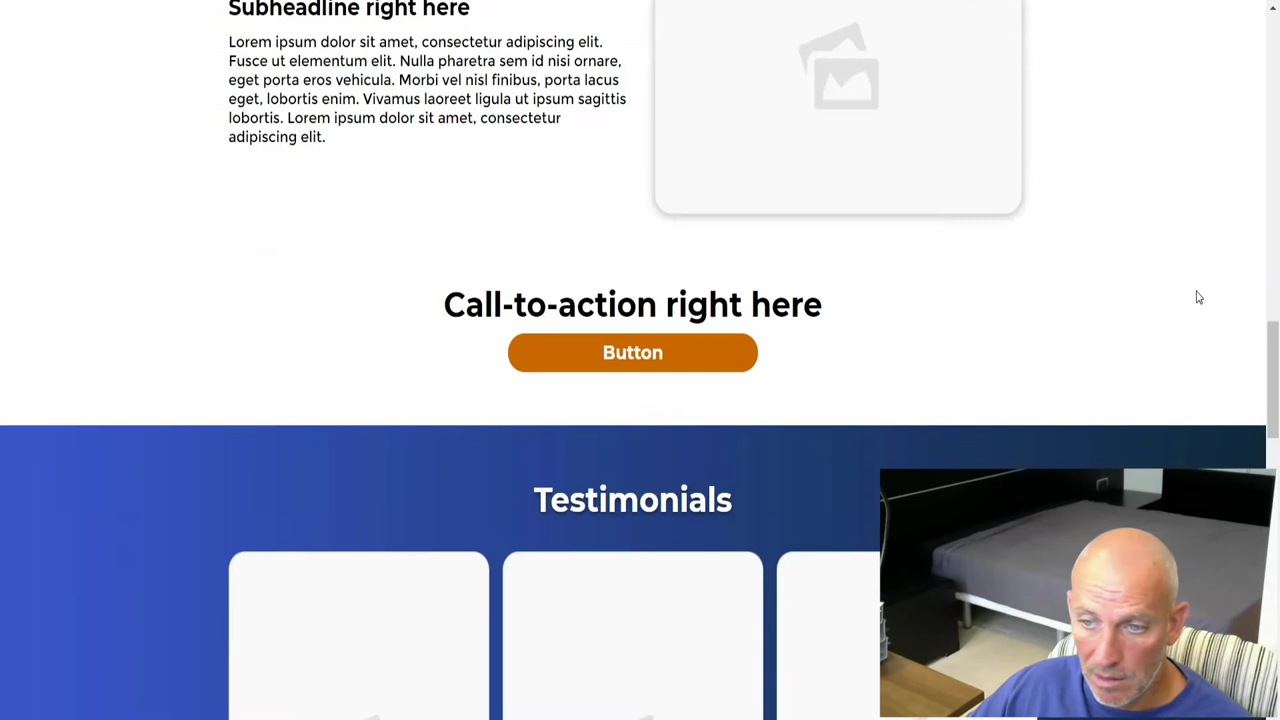 Subheadline right here
Lorem ipsum dolor sit amet, consectetur adipiscing elit.
Fusce ut elementum elit. Nulla pharetra sem id nisi ornare,
eget porta eros vehicula. Morbi vel nisl finibus, porta lacus
eget, lobortis enim. Vivamus laoreet ligula ut ipsum sagittis
lobortis. Lorem ipsum dolor sit amet, consectetur
adipiscing elit.
Call-to-action right here
Button
Testimonials